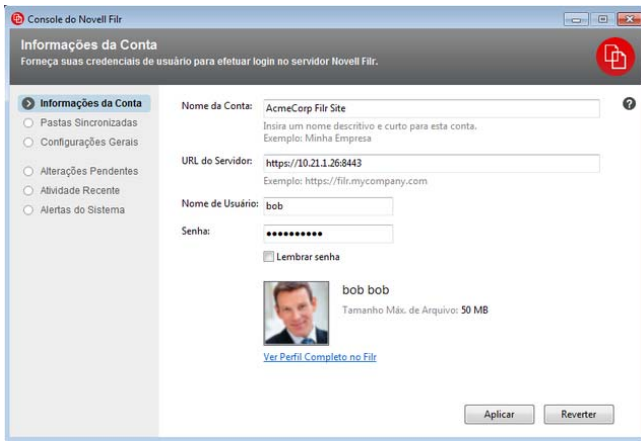 Console do Novell Filr
Informações da Conta
Forneça suas credenciais de usuário para efetuar login no servidor Novell Filr.
Informações da Conta
Pastas Sincronizadas
Configurações Gerais
Alterações Pendentes
Atividade Recente
Alertas do Sistema
Nome da Conta: AcmeCorp Filr Site
Insira um nome descritivo e curto para esta conta.
Exemplo: Minha Empresa
URL do Servidor: https://10.21.1.26:8443
Exemplo: https://filr.mycompany.com
Nome de Usuário: bob
Senha: ••••••••••
Lembrar senha
bob bob
Tamanho Máx. de Arquivo: 50 MB
Ver Perfil Completo no Filr
Aplicar Reverter